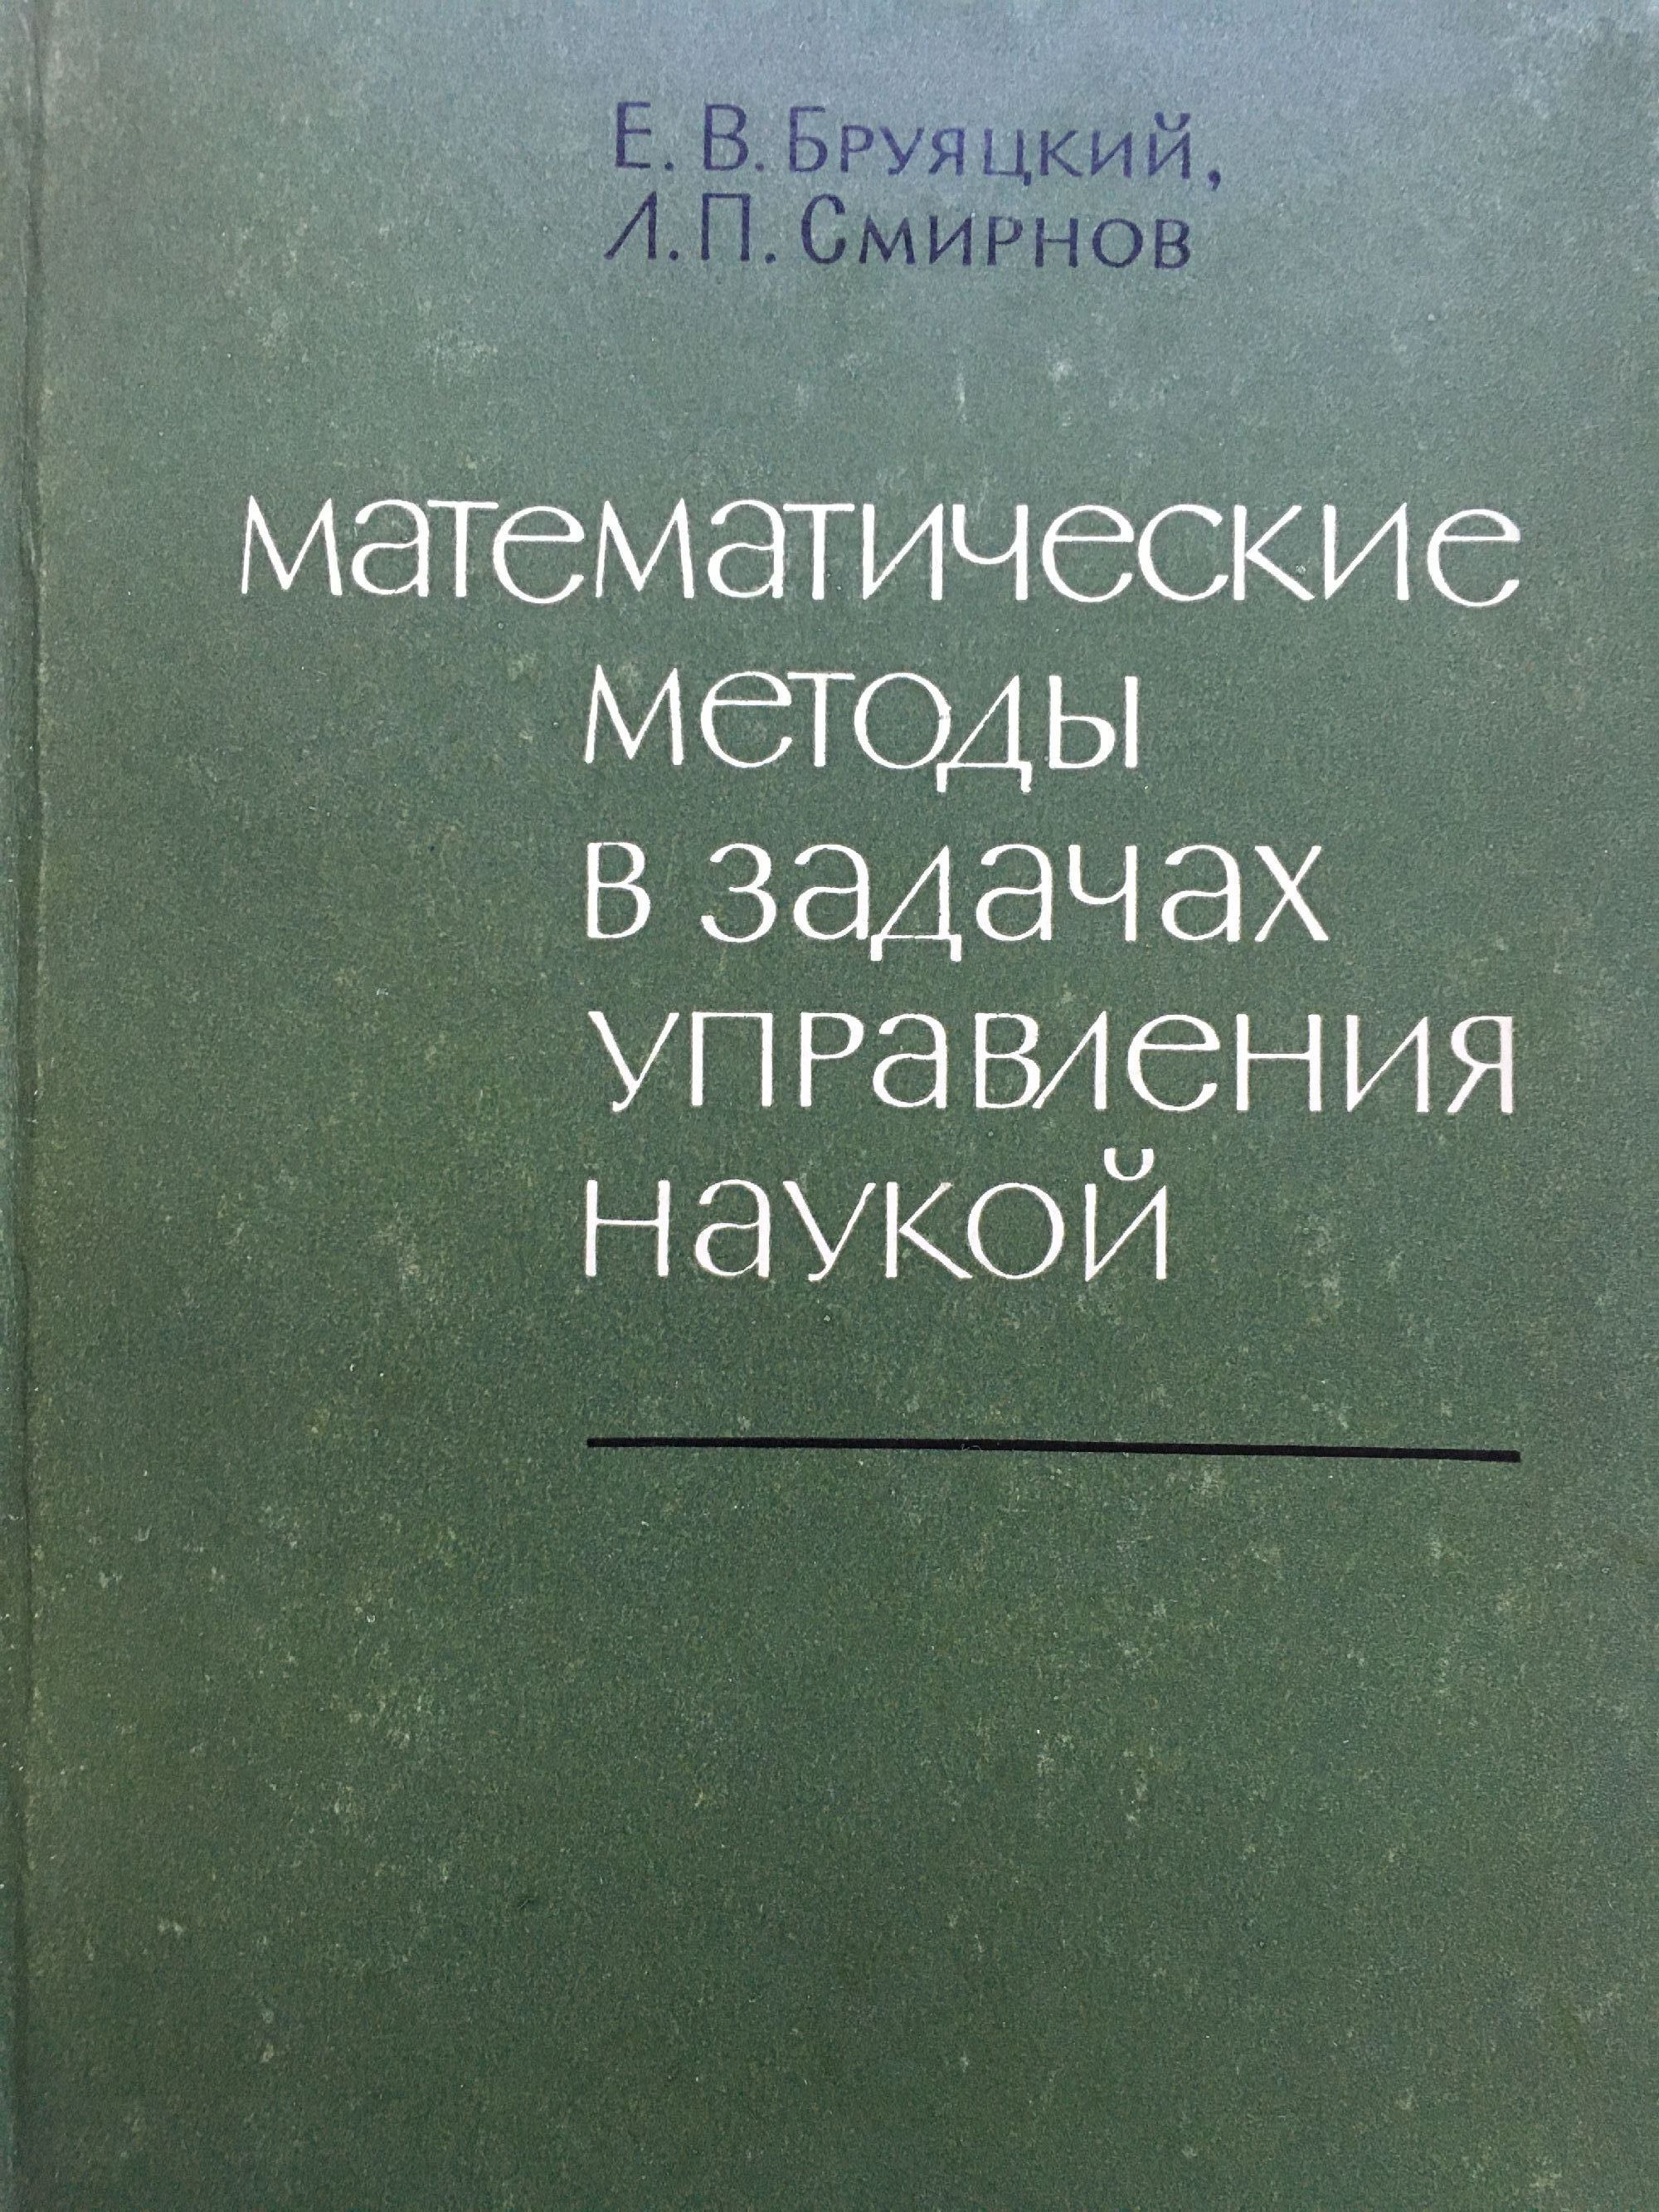 Е. В. Бруяцкий,
Л. П. Смирнов
математические
методы
в задачах
управления
наукой